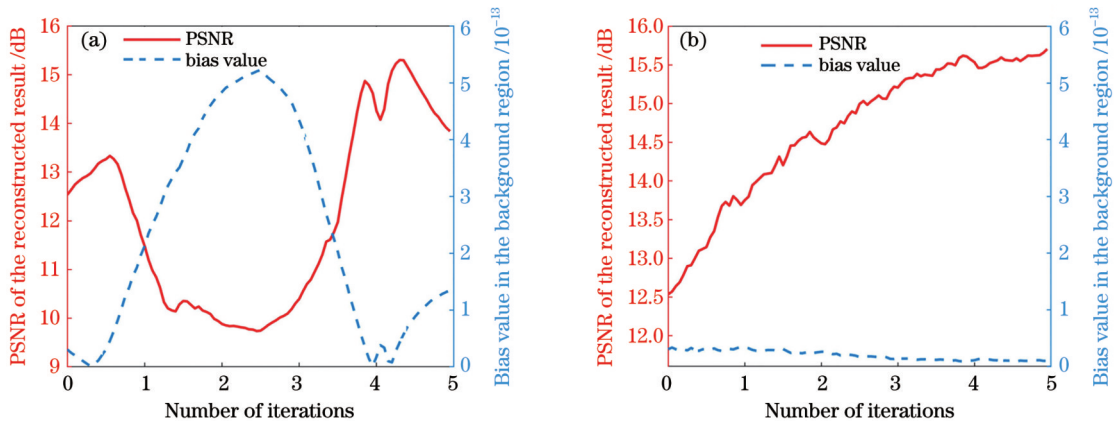 (a)
PSNR
bias value
PSNR of the reconstructed result /dB
16
15
14
13
12
11
10
9
Bias value in the background region /10⁻¹³
6
5
4
3
2
1
0
0 1 2 3 4 5
Number of iterations
(b)
PSNR
bias value
PSNR of the reconstructed result /dB
16.0
15.5
15.0
14.5
14.0
13.5
13.0
12.5
12.0
Bias value in the background region /10⁻¹³
6
5
4
3
2
1
0
0 1 2 3 4 5
Number of iterations